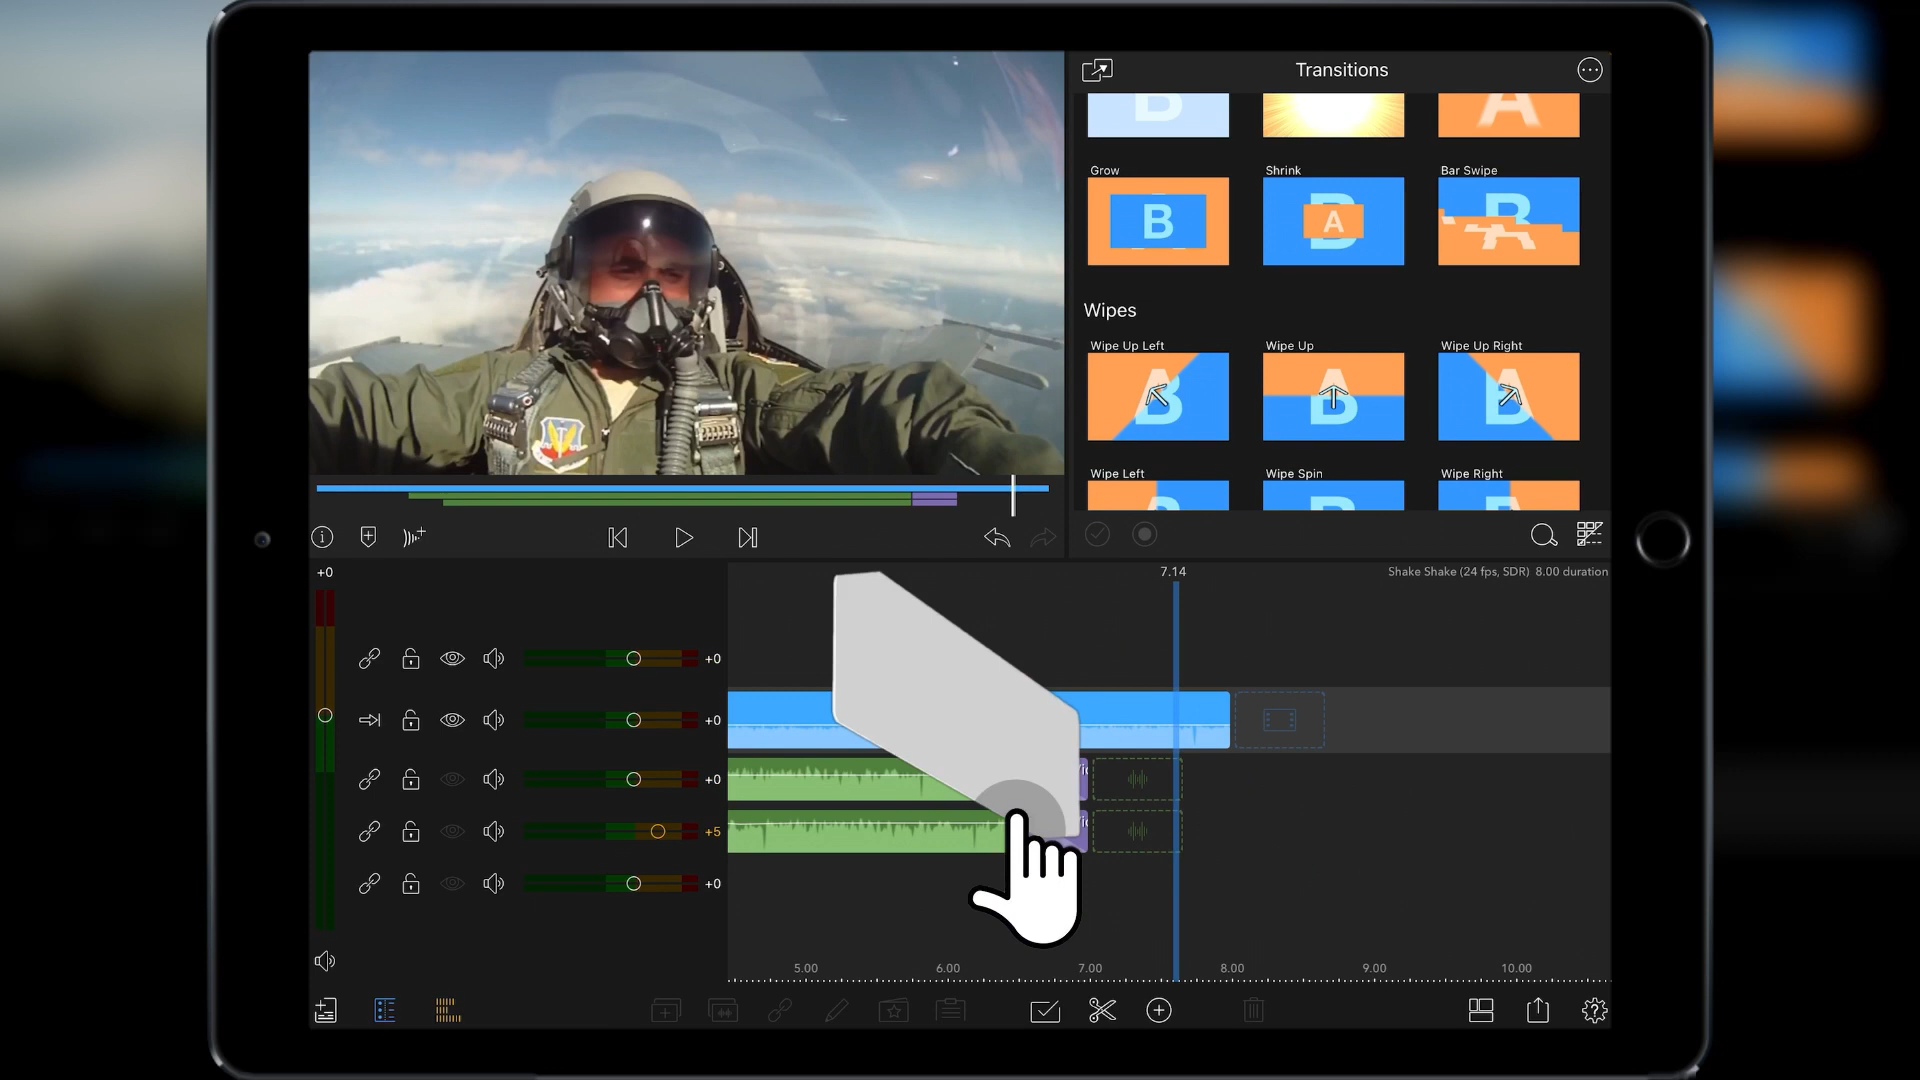 Transitions
B
A
Grow
Shrink
Bar Swipe
B
B
A
B
A
Wipes
Wipe Up Left
Wipe Up
Wipe Up Right
A
B
A
B
A
B
Wipe Left
Wipe Spin
Wipe Right
+0
7.14
Shake Shake (24 fps, SDR) 8.00 duration
+0
+0
+0
+5
+0
5.00
6.00
7.00
8.00
9.00
10.00